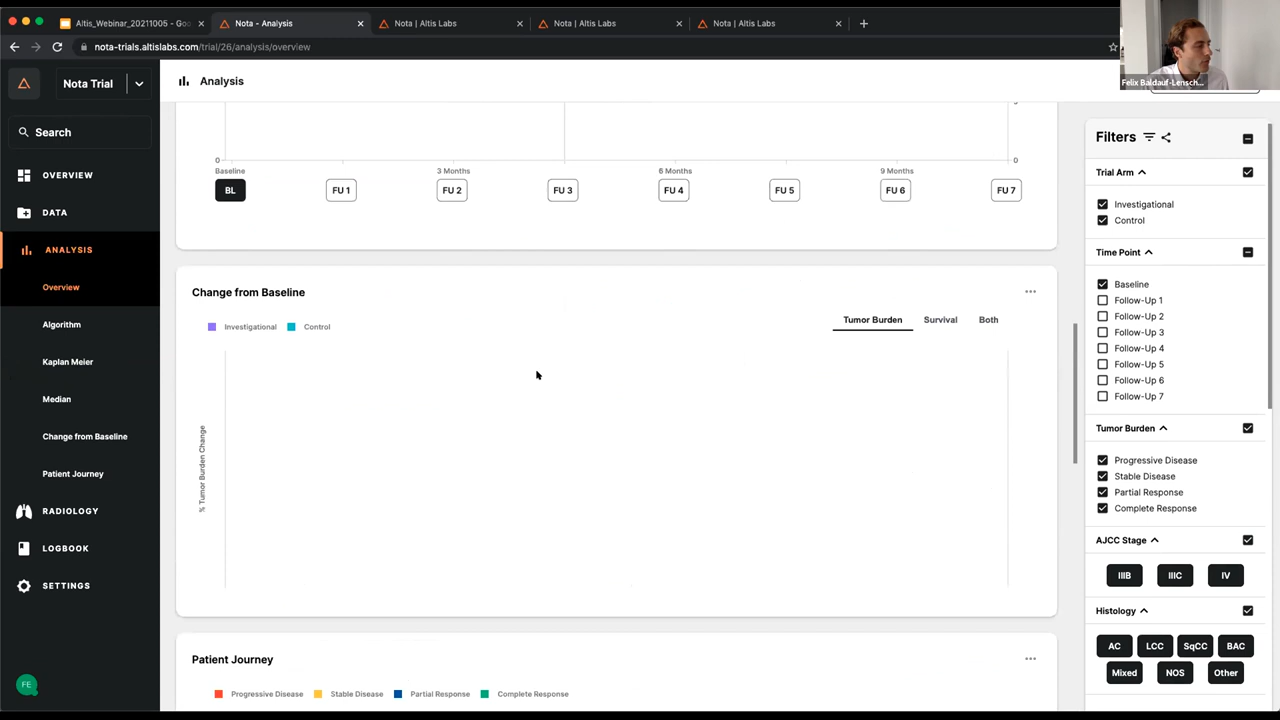 Altis_Webinar_20211005 - Goo
Nota - Analysis
Nota | Altis Labs
Nota | Altis Labs
Nota | Altis Labs
nota-trials.altislabs.com/trial/26/analysis/overview
Felix Baldauf-Lensch...
Nota Trial
Search
OVERVIEW
DATA
ANALYSIS
Overview
Algorithm
Kaplan Meier
Median
Change from Baseline
Patient Journey
RADIOLOGY
LOGBOOK
SETTINGS
FE
Analysis
0
0
Baseline
3 Months
6 Months
9 Months
BL
FU 1
FU 2
FU 3
FU 4
FU 5
FU 6
FU 7
Change from Baseline
Investigational
Control
Tumor Burden
Survival
Both
% Tumor Burden Change
Patient Journey
Progressive Disease
Stable Disease
Partial Response
Complete Response
Filters
Trial Arm
Investigational
Control
Time Point
Baseline
Follow-Up 1
Follow-Up 2
Follow-Up 3
Follow-Up 4
Follow-Up 5
Follow-Up 6
Follow-Up 7
Tumor Burden
Progressive Disease
Stable Disease
Partial Response
Complete Response
AJCC Stage
IIIB
IIIC
IV
Histology
AC
LCC
SqCC
BAC
Mixed
NOS
Other